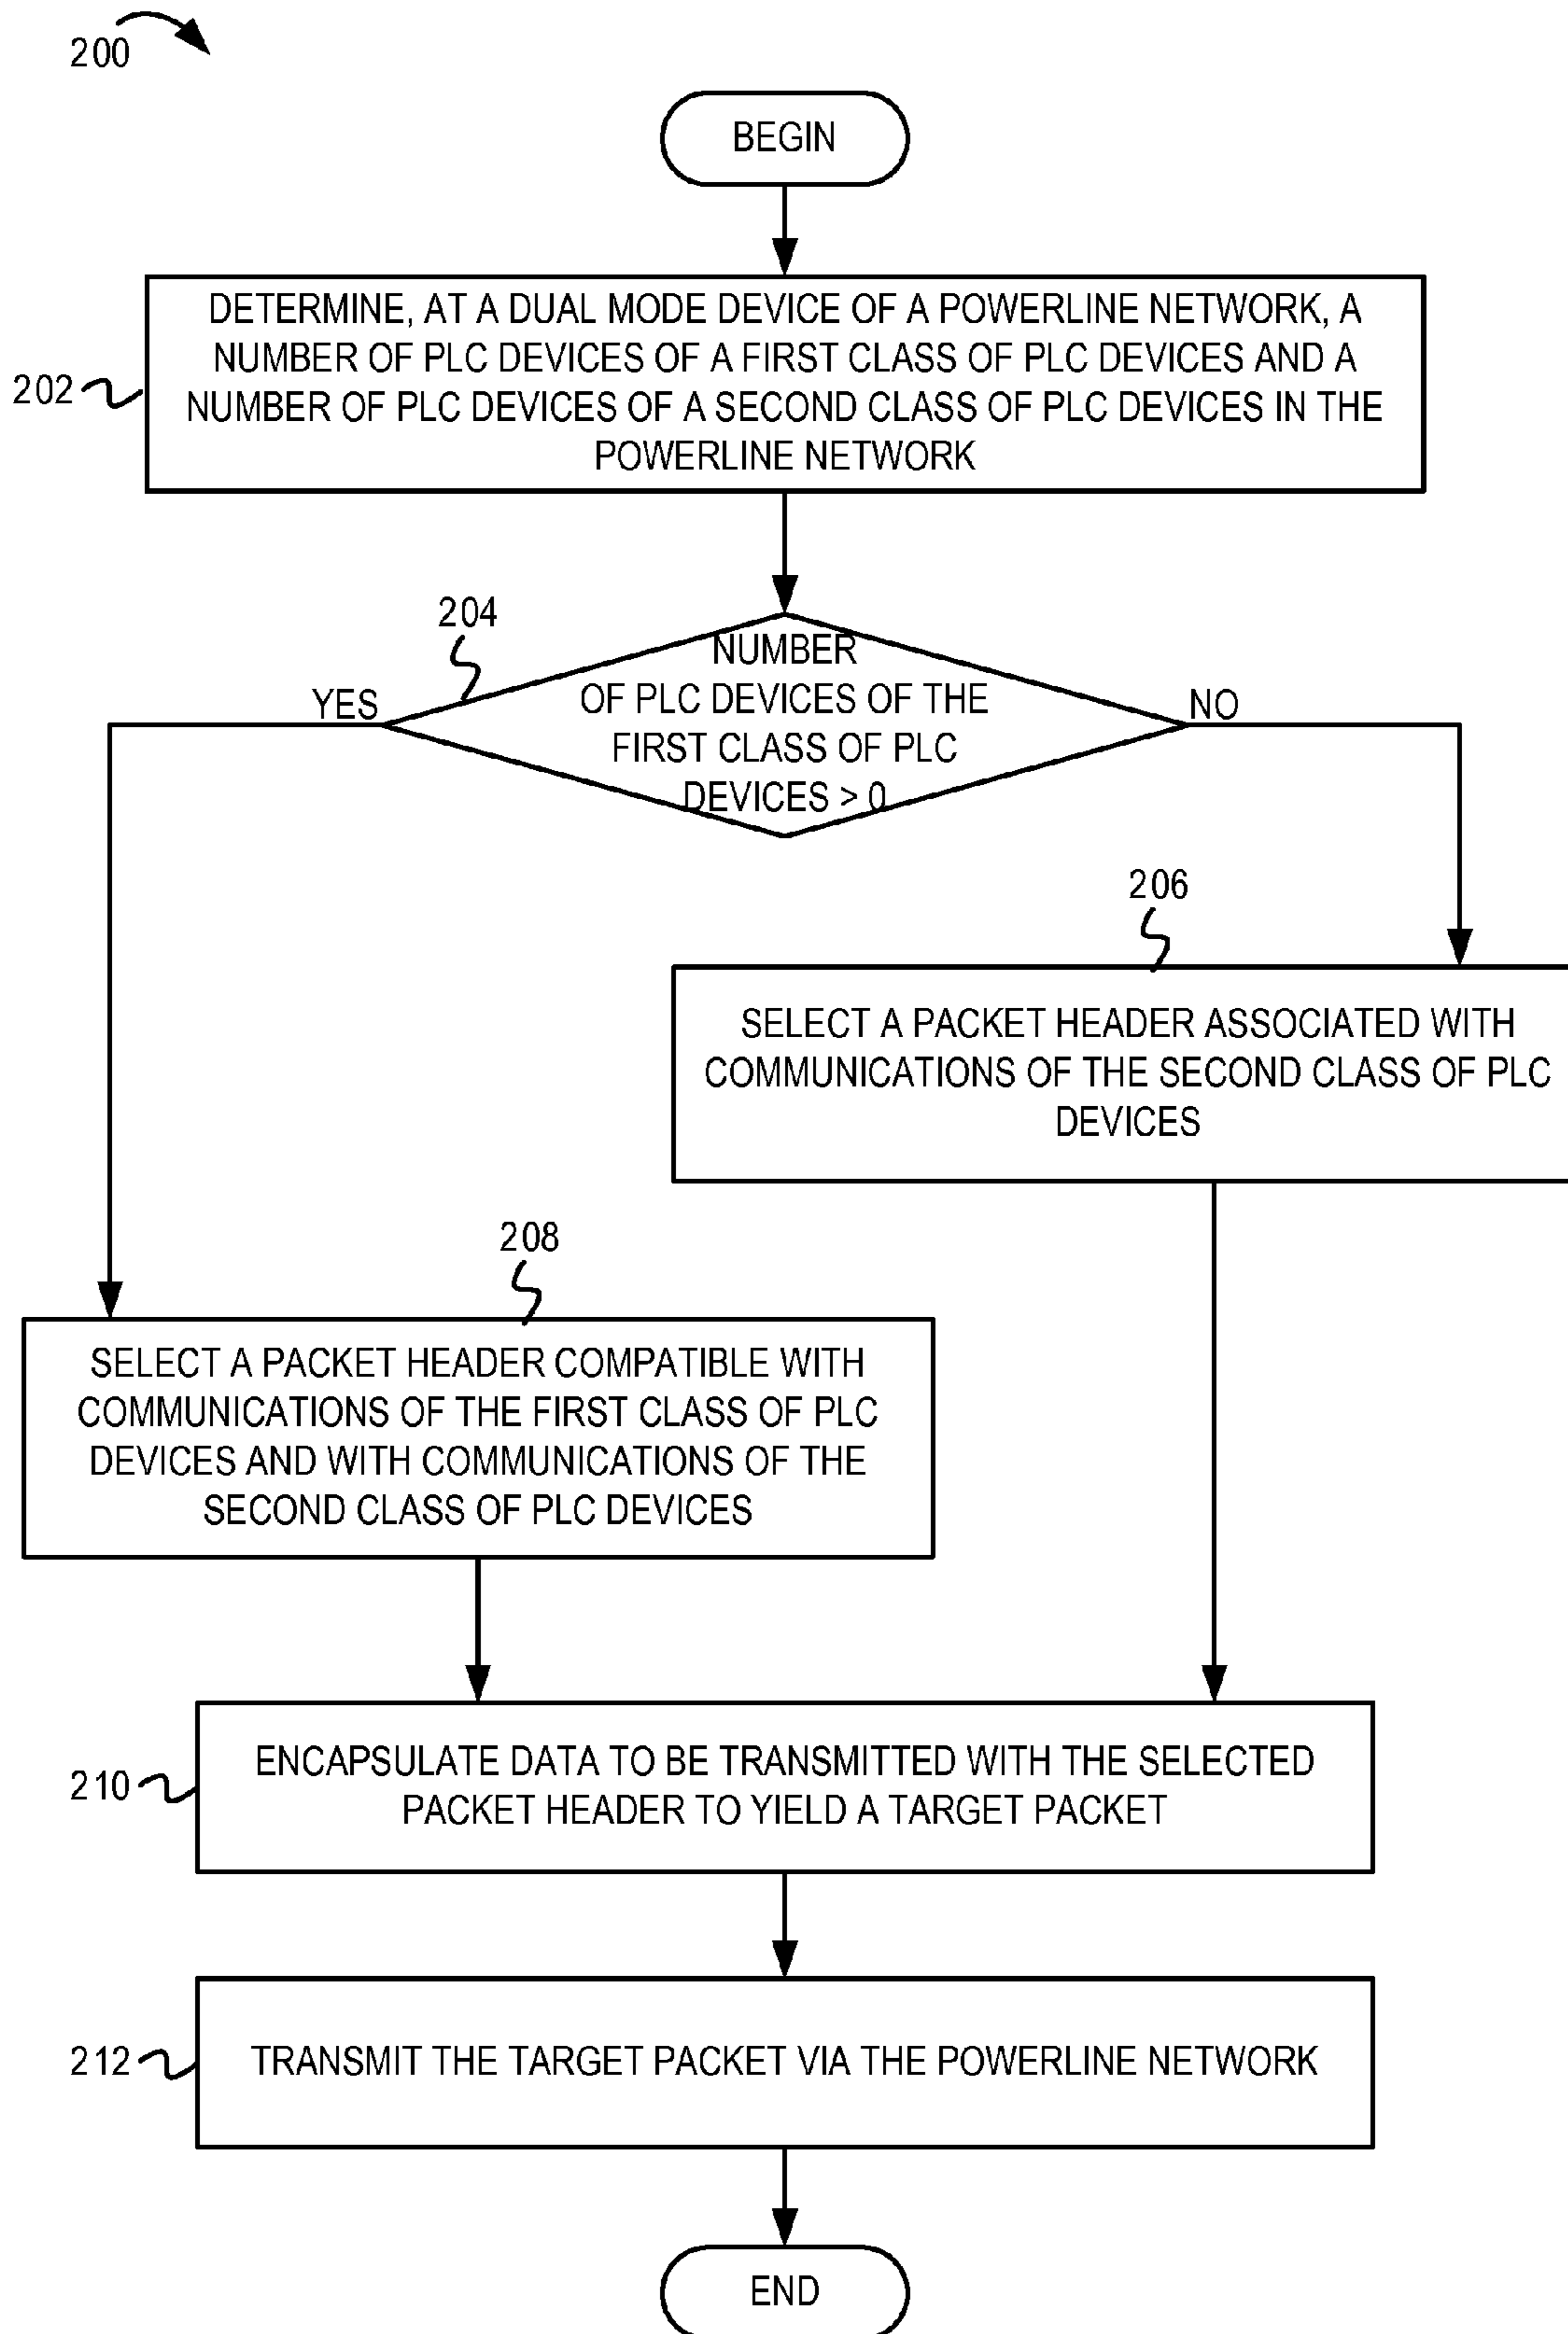 200
BEGIN
202
DETERMINE, AT A DUAL MODE DEVICE OF A POWERLINE NETWORK, A
NUMBER OF PLC DEVICES OF A FIRST CLASS OF PLC DEVICES AND A
NUMBER OF PLC DEVICES OF A SECOND CLASS OF PLC DEVICES IN THE
POWERLINE NETWORK
204
NUMBER
OF PLC DEVICES OF THE
FIRST CLASS OF PLC
DEVICES > 0
YES
NO
206
SELECT A PACKET HEADER ASSOCIATED WITH
COMMUNICATIONS OF THE SECOND CLASS OF PLC
DEVICES
208
SELECT A PACKET HEADER COMPATIBLE WITH
COMMUNICATIONS OF THE FIRST CLASS OF PLC
DEVICES AND WITH COMMUNICATIONS OF THE
SECOND CLASS OF PLC DEVICES
210
ENCAPSULATE DATA TO BE TRANSMITTED WITH THE SELECTED
PACKET HEADER TO YIELD A TARGET PACKET
212
TRANSMIT THE TARGET PACKET VIA THE POWERLINE NETWORK
END